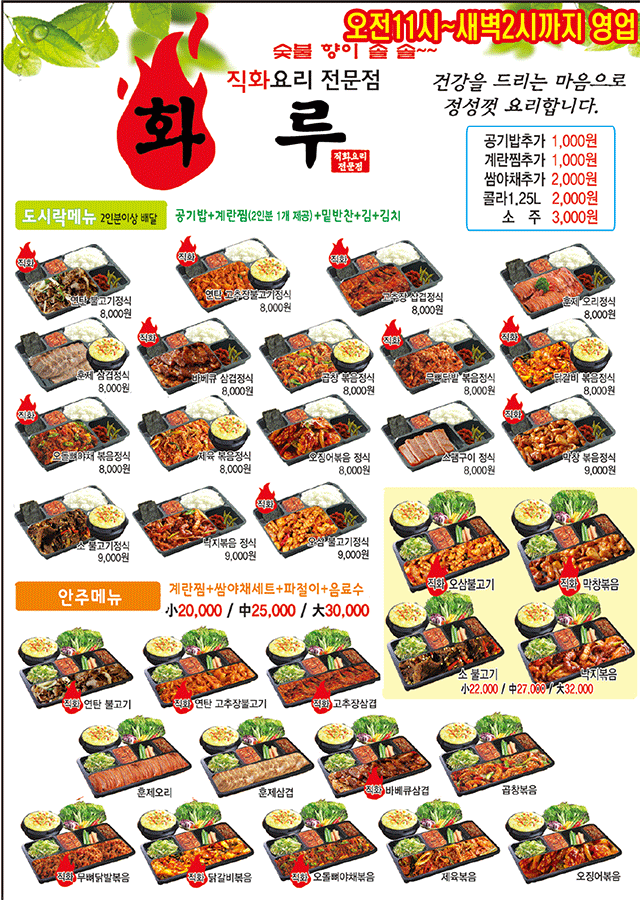 오전11시~새벽2시까지 영업
숯불 향이 솔 솔~~
직화요리 전문점
화 루
직화요리
전문점
건강을 드리는 마음으로
정성껏 요리합니다.
공기밥추가 1,000원
계란찜추가 1,000원
쌈야채추가 2,000원
콜라1,25L 2,000원
소 주 3,000원
도시락메뉴 2인분이상 배달
공기밥+계란찜(2인분 1개 제공)+밑반찬+김+김치
직화
연탄 불고기정식
8,000원
직화
연탄 고추장불고기정식
8,000원
직화
고추장 삼겹정식
8,000원
훈제 오리정식
8,000원
훈제 삼겹정식
8,000원
직화
바베큐 삼겹정식
8,000원
곱창 볶음정식
8,000원
직화
무뼈닭발 볶음정식
8,000원
직화
닭갈비 볶음정식
8,000원
직화
오돌뼈야채 볶음정식
8,000원
제육 볶음정식
8,000원
오징어볶음 정식
8,000원
스팸구이 정식
8,000원
직화
막창 볶음정식
9,000원
소 불고기정식
9,000원
낙지볶음 정식
9,000원
직화
오삼 불고기정식
9,000원
직화 오삼불고기
직화 막창볶음
소 불고기
낙지볶음
小22,000 / 中27,000 / 大32,000
안주메뉴
계란찜+쌈야채세트+파절이+음료수
小20,000 / 中25,000 / 大30,000
직화 연탄 불고기
직화 연탄 고추장불고기
직화 고추장삼겹
훈제오리
훈제삼겹
직화 바베큐삼겹
곱창볶음
직화 무뼈닭발볶음
직화 닭갈비볶음
직화 오돌뼈야채볶음
제육볶음
오징어볶음